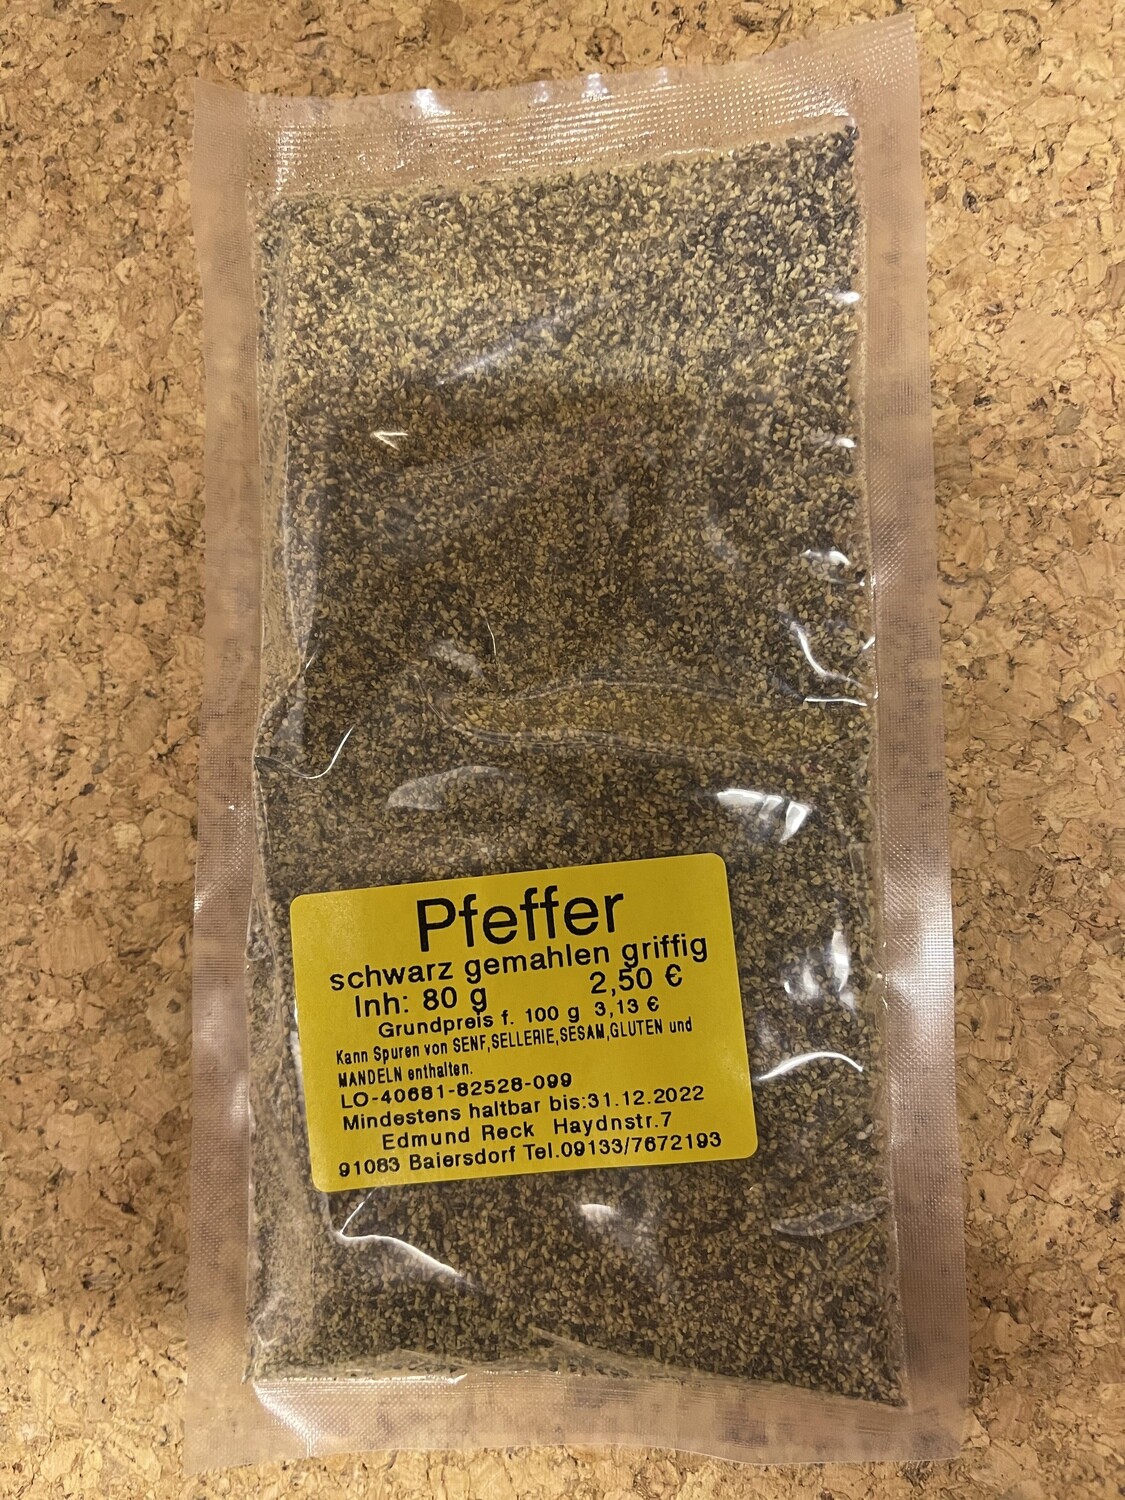 Pfeffer
schwarz gemahlen griffig
Inh: 80 g 2,50 €
Grundpreis f. 100 g 3,13 €
Kann Spuren von SENF,SELLERIE,SESAM,GLUTEN und
MANDELN enthalten.
LO-40681-82528-099
Mindestens haltbar bis:31.12.2022
Edmund Reck Haydnstr.7
91083 Baiersdorf Tel.09133/7672193